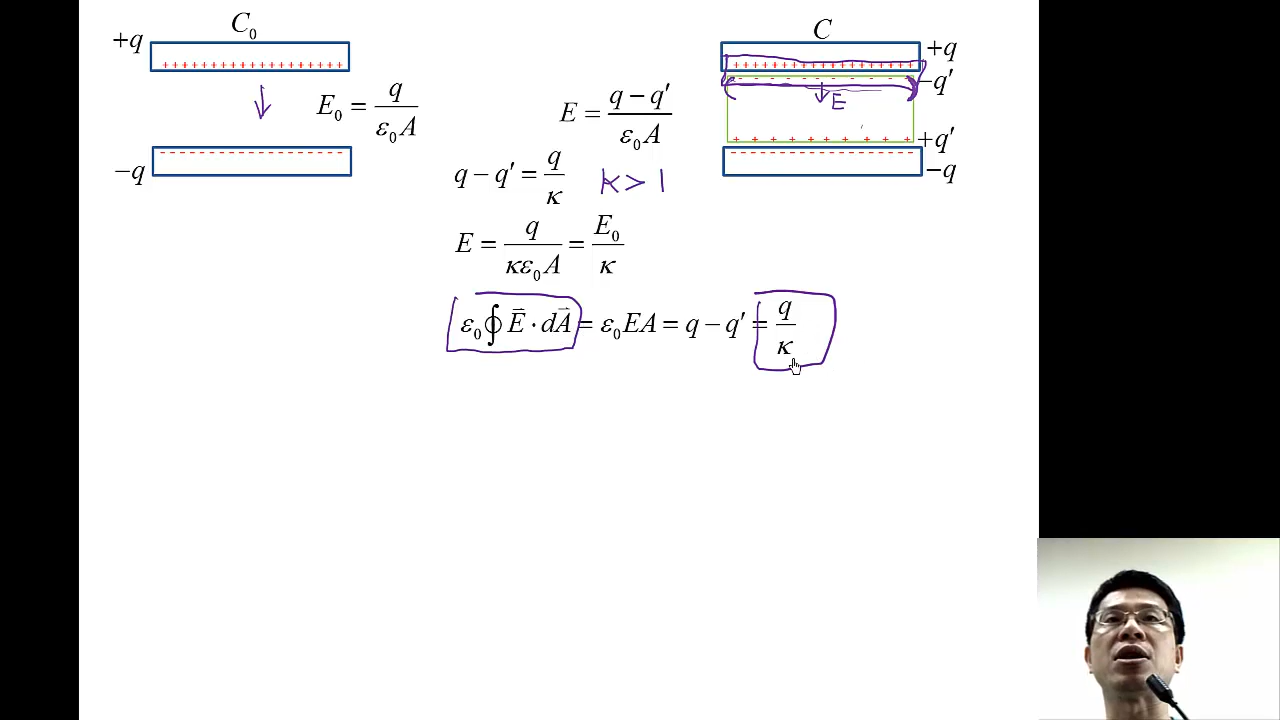 C₀
+q
E₀ = q/(ε₀A)
−q
C
+q
−q′
E
+q′
−q
E = (q − q′)/(ε₀A)
q − q′ = q/κ
κ > 1
E = q/(κε₀A) = E₀/κ
ε₀∮E⃗ · dA⃗ = ε₀EA = q − q′ = q/κ